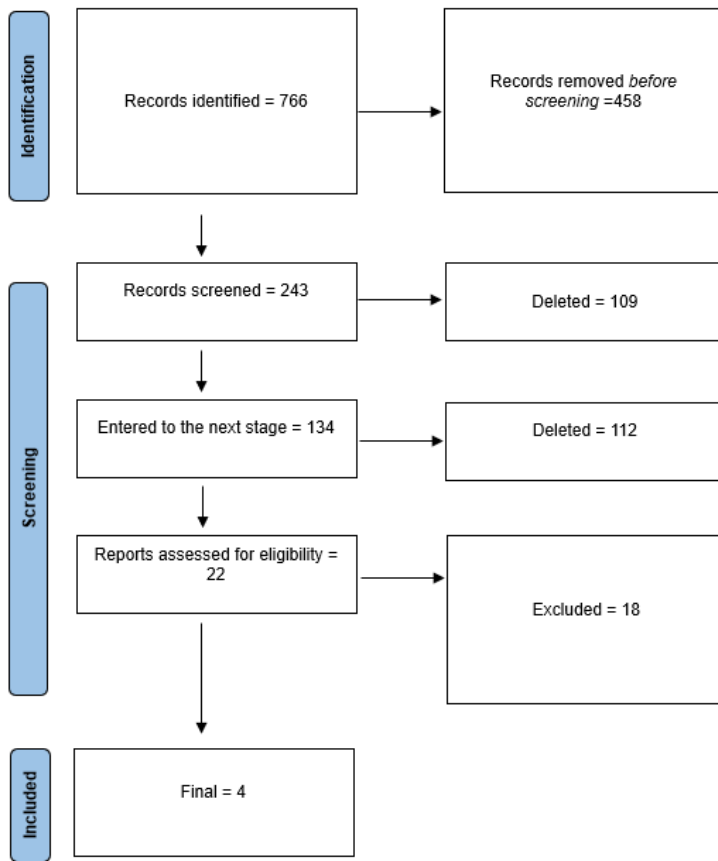 Identification
Records identified = 766
Records removed before
screening =458
Screening
Records screened = 243
Deleted = 109
Entered to the next stage = 134
Deleted = 112
Reports assessed for eligibility =
22
Excluded = 18
Included
Final = 4